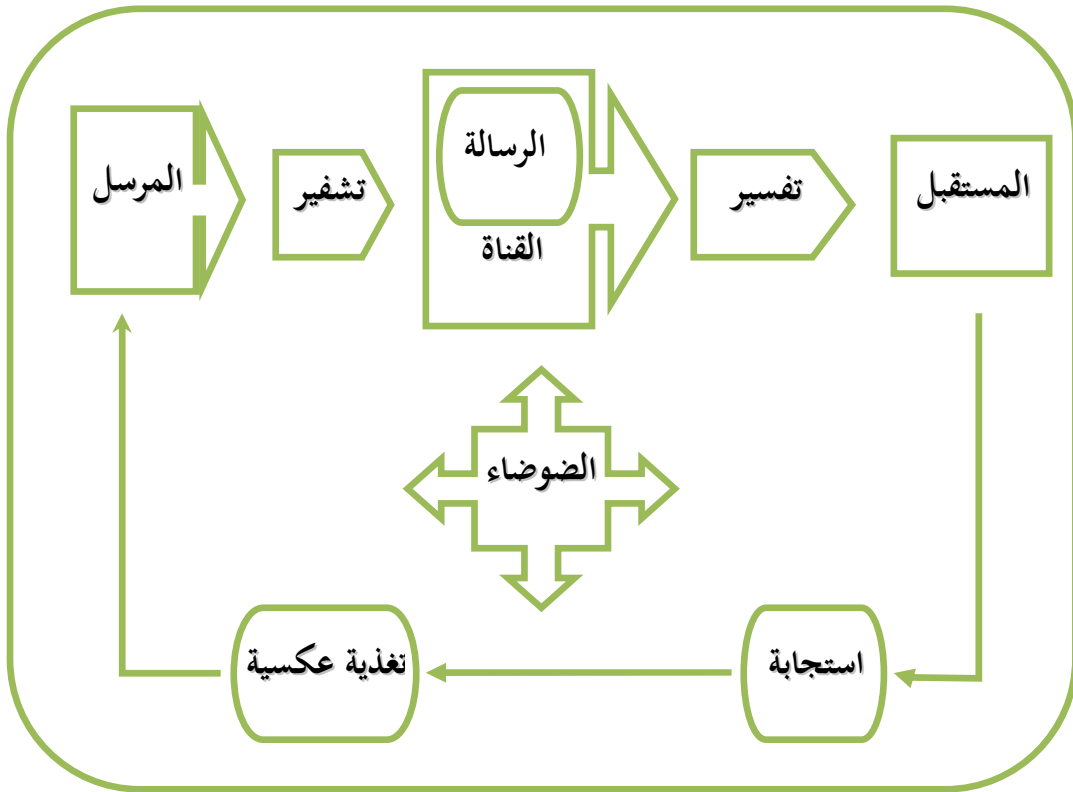 المرسل
تشفير
الرسالة
القناة
تفسير
المستقبل
الضوضاء
استجابة
تغذية عكسية